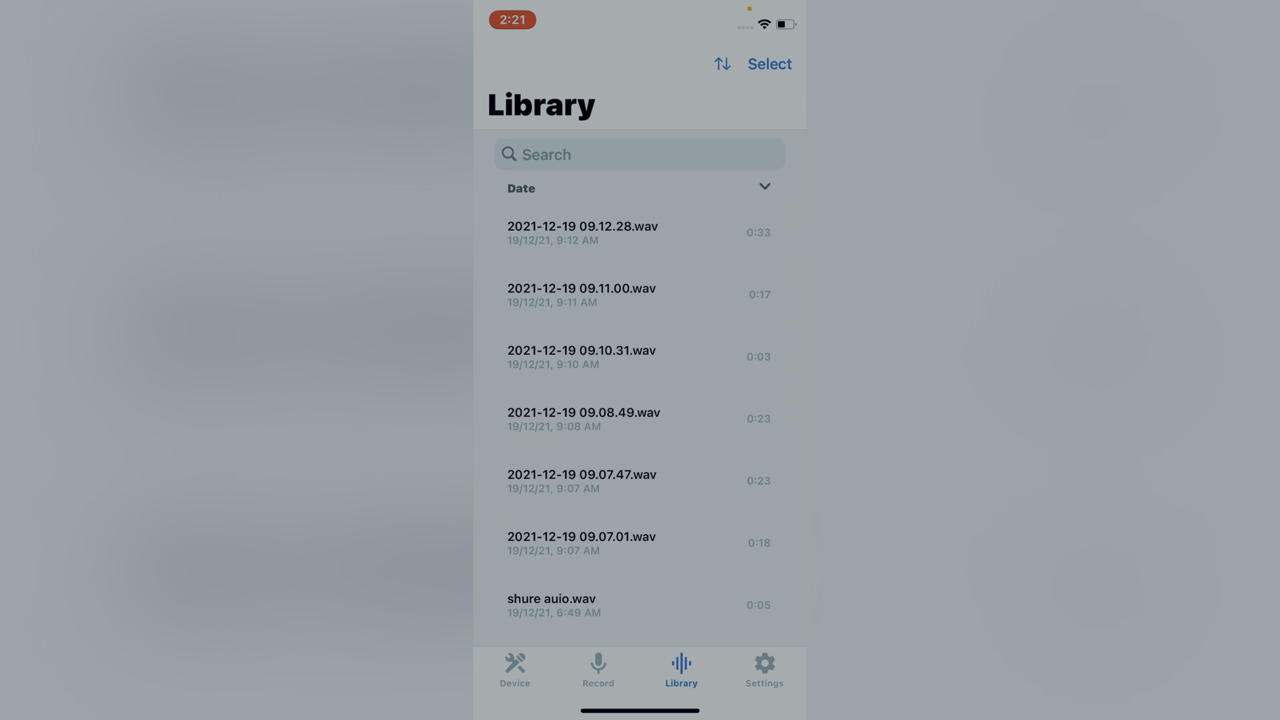 2:21
Select
Library
Search
Date
2021-12-19 09.12.28.wav
19/12/21, 9:12 AM
0:33
2021-12-19 09.11.00.wav
19/12/21, 9:11 AM
0:17
2021-12-19 09.10.31.wav
19/12/21, 9:10 AM
0:03
2021-12-19 09.08.49.wav
19/12/21, 9:08 AM
0:23
2021-12-19 09.07.47.wav
19/12/21, 9:07 AM
0:23
2021-12-19 09.07.01.wav
19/12/21, 9:07 AM
0:18
shure auio.wav
19/12/21, 6:49 AM
0:05
Device
Record
Library
Settings